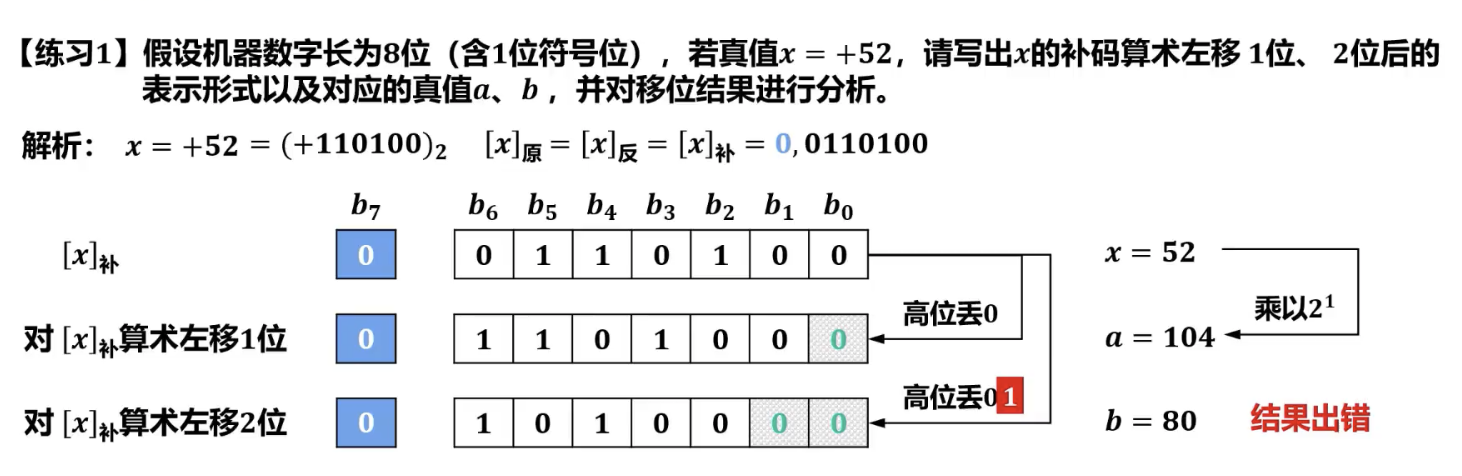 【练习1】假设机器数字长为8位（含1位符号位），若真值x = +52，请写出x的补码算术左移 1位、 2位后的
表示形式以及对应的真值a、b ，并对移位结果进行分析。
解析： x = +52 = (+110100)₂ [x]原 = [x]反 = [x]补 = 0, 0110100
b₇ b₆ b₅ b₄ b₃ b₂ b₁ b₀
[x]补 0 0 1 1 0 1 0 0 x = 52
高位丢0 乘以2¹
对 [x]补算术左移1位 0 1 1 0 1 0 0 0 a = 104
高位丢01
对 [x]补算术左移2位 0 1 0 1 0 0 0 0 b = 80 结果出错